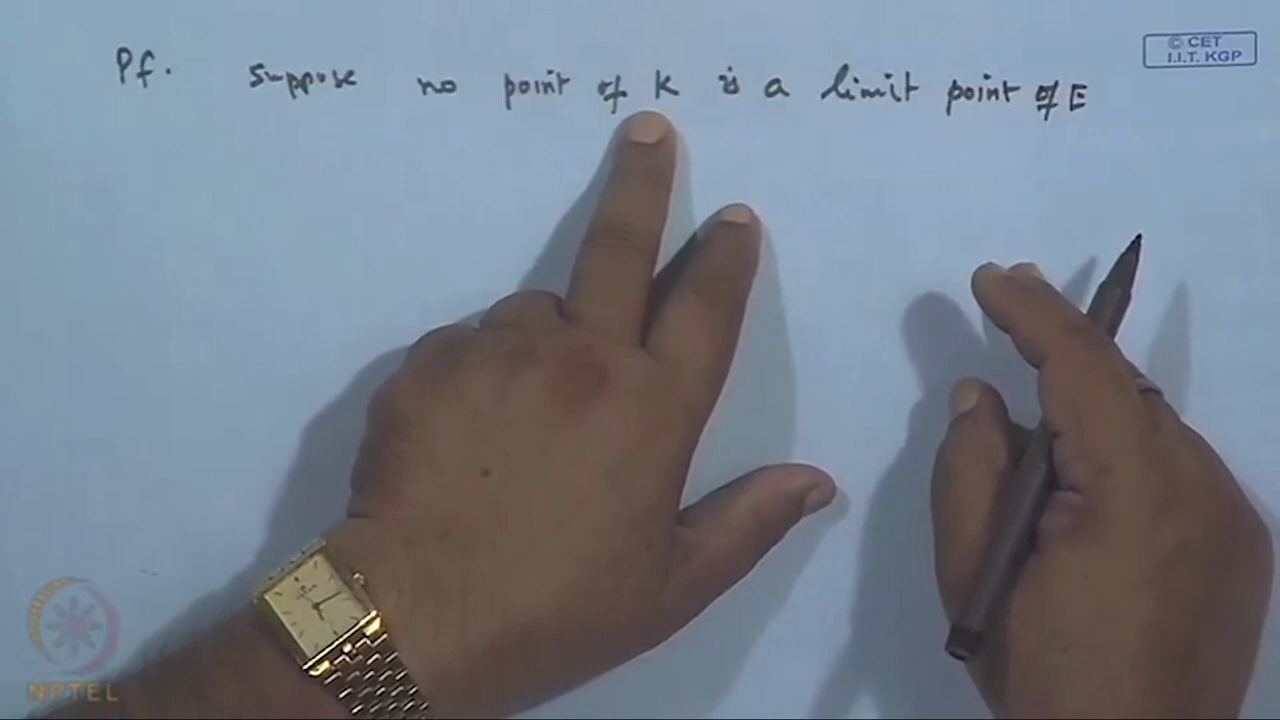 Pf. Suppose no point of K is a limit point of E
© CET
I.I.T. KGP
NPTEL